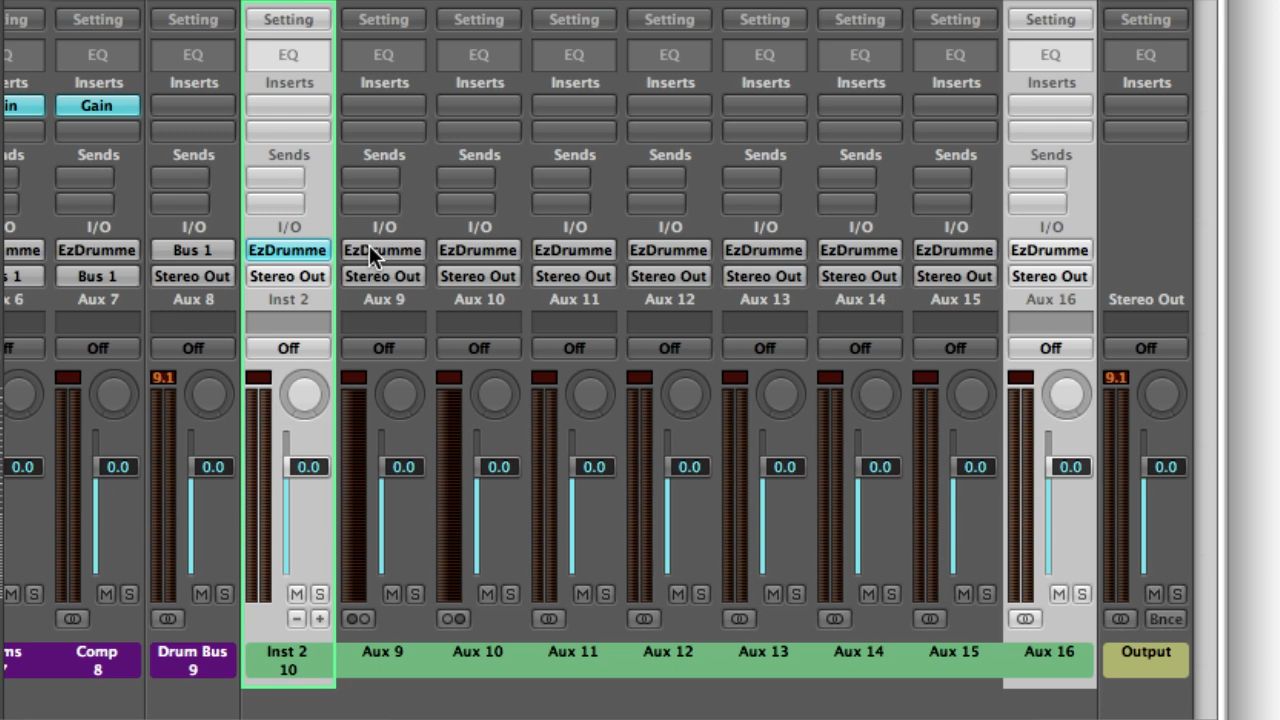 ing Setting Setting Setting Setting Setting Setting Setting Setting Setting Setting Setting Setting
Q EQ EQ EQ EQ EQ EQ EQ EQ EQ EQ EQ EQ
erts Inserts Inserts Inserts Inserts Inserts Inserts Inserts Inserts Inserts Inserts Inserts Inserts
in Gain
nds Sends Sends Sends Sends Sends Sends Sends Sends Sends Sends Sends
O I/O I/O I/O I/O I/O I/O I/O I/O I/O I/O I/O
mme EzDrumme Bus 1 EzDrumme EzDrumme EzDrumme EzDrumme EzDrumme EzDrumme EzDrumme EzDrumme EzDrumme
s 1 Bus 1 Stereo Out Stereo Out Stereo Out Stereo Out Stereo Out Stereo Out Stereo Out Stereo Out Stereo Out Stereo Out
x 6 Aux 7 Aux 8 Inst 2 Aux 9 Aux 10 Aux 11 Aux 12 Aux 13 Aux 14 Aux 15 Aux 16 Stereo Out
ff Off Off Off Off Off Off Off Off Off Off Off Off
9.1 9.1
0.0 0.0 0.0 0.0 0.0 0.0 0.0 0.0 0.0 0.0 0.0 0.0 0.0
M S M S M S M S M S M S M S M S M S M S M S M S M S
− + Bnce
ms Comp Drum Bus Inst 2 Aux 9 Aux 10 Aux 11 Aux 12 Aux 13 Aux 14 Aux 15 Aux 16 Output
8 9 10